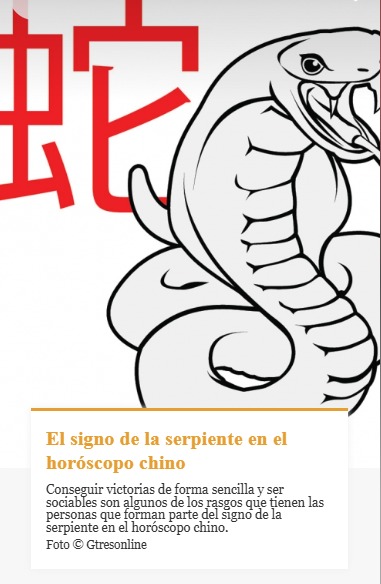 蛇
El signo de la serpiente en el
horóscopo chino
Conseguir victorias de forma sencilla y ser
sociables son algunos de los rasgos que tienen las
personas que forman parte del signo de la
serpiente en el horóscopo chino.
Foto © Gtresonline